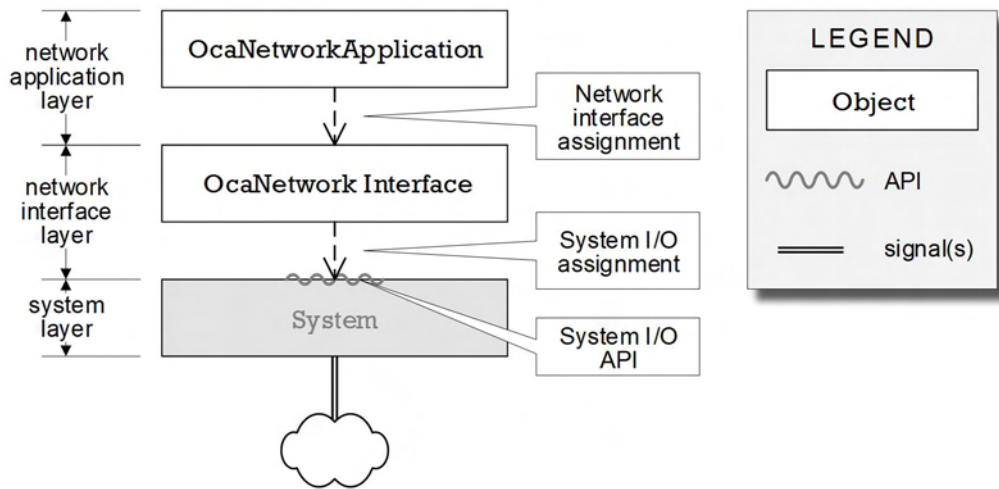 network
application
layer
OcaNetworkApplication
Network
interface
assignment
network
interface
layer
OcaNetwork Interface
System I/O
assignment
system
layer
System
System I/O
API
LEGEND
Object
API
signal(s)